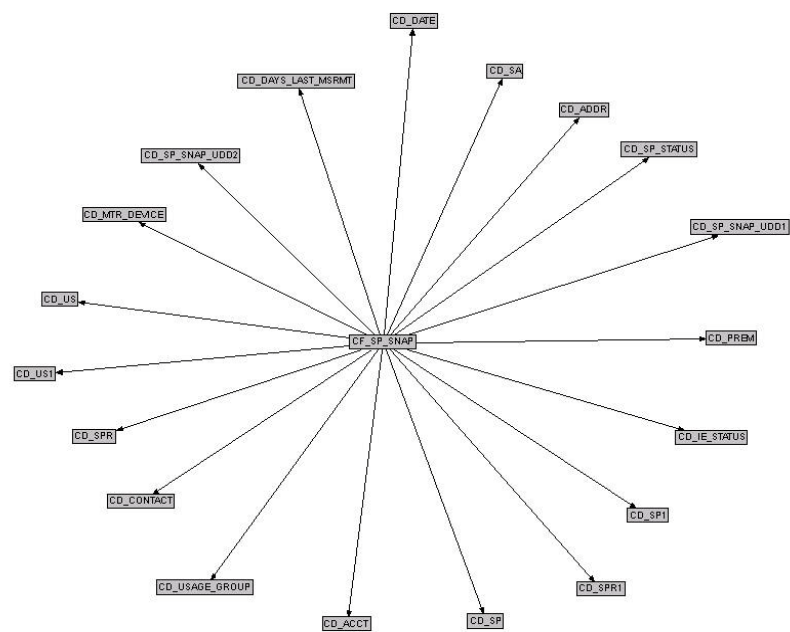 CD_DATE
CD_SA
CD_DAYS_LAST_MSRMT
CD_ADDR
CD_SP_STATUS
CD_SP_SNAP_UDD2
CD_MTR_DEVICE
CD_SP_SNAP_UDD1
CD_US
CF_SP_SNAP
CD_PREM
CD_US1
CD_SPR
CD_IE_STATUS
CD_CONTACT
CD_SP1
CD_USAGE_GROUP
CD_SPR1
CD_ACCT
CD_SP